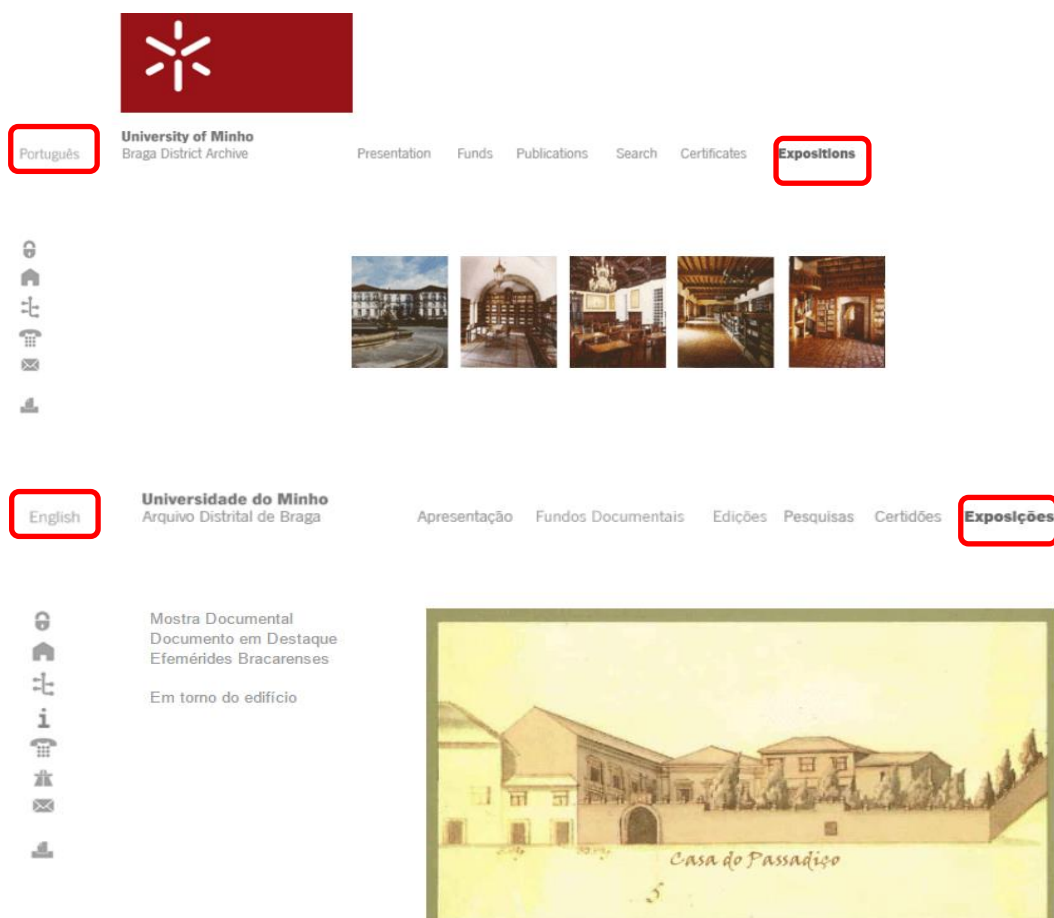 University of Minho
Português
Braga District Archive
Presentation Funds Publications Search Certificates Expositions
Universidade do Minho
English
Arquivo Distrital de Braga
Apresentação Fundos Documentais Edições Pesquisas Certidões Exposições
Mostra Documental
Documento em Destaque
Efemérides Bracarenses
Em torno do edifício
Casa do Passadiço
5